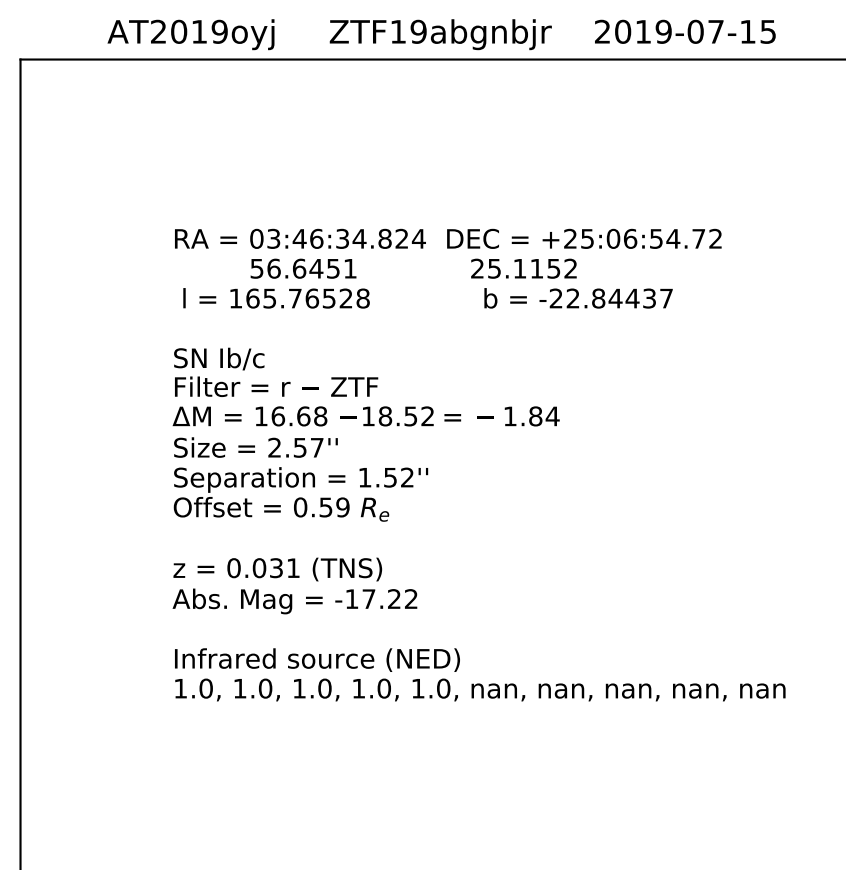 AT2019oyj ZTF19abgnbjr 2019-07-15
RA = 03:46:34.824 DEC = +25:06:54.72
56.6451 25.1152
l = 165.76528 b = -22.84437
SN Ib/c
Filter = r − ZTF
ΔM = 16.68 −18.52 = − 1.84
Size = 2.57''
Separation = 1.52''
Offset = 0.59 Re
z = 0.031 (TNS)
Abs. Mag = -17.22
Infrared source (NED)
1.0, 1.0, 1.0, 1.0, 1.0, nan, nan, nan, nan, nan